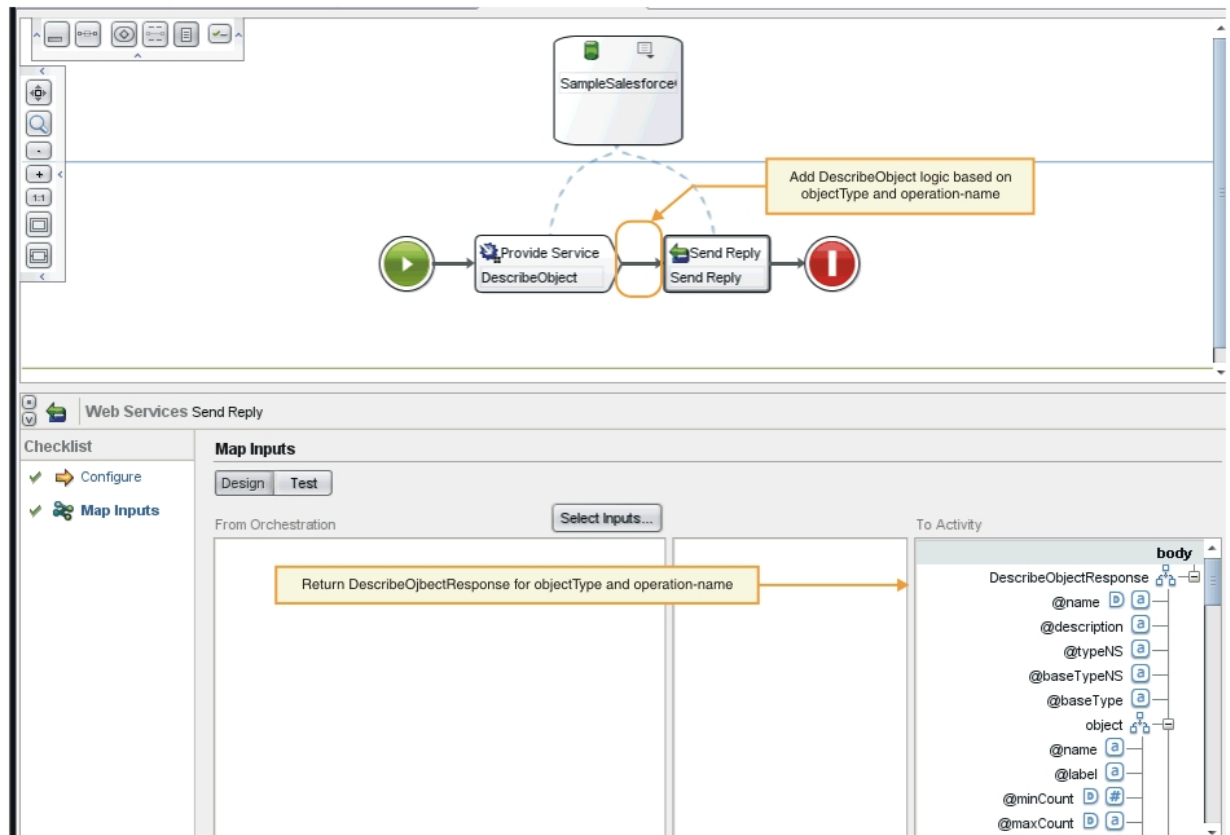 SampleSalesforce
Add DescribeObject logic based on
objectType and operation-name
1:1
Provide Service
DescribeObject
Send Reply
Send Reply
Web Services Send Reply
Checklist
Configure
Map Inputs
Map Inputs
Design
Test
From Orchestration
Select Inputs...
To Activity
Return DescribeOjbectResponse for objectType and operation-name
body
DescribeObjectResponse
@name D a
@description a
@typeNS a
@baseTypeNS a
@baseType a
object
@name a
@label a
@minCount D #
@maxCount D a